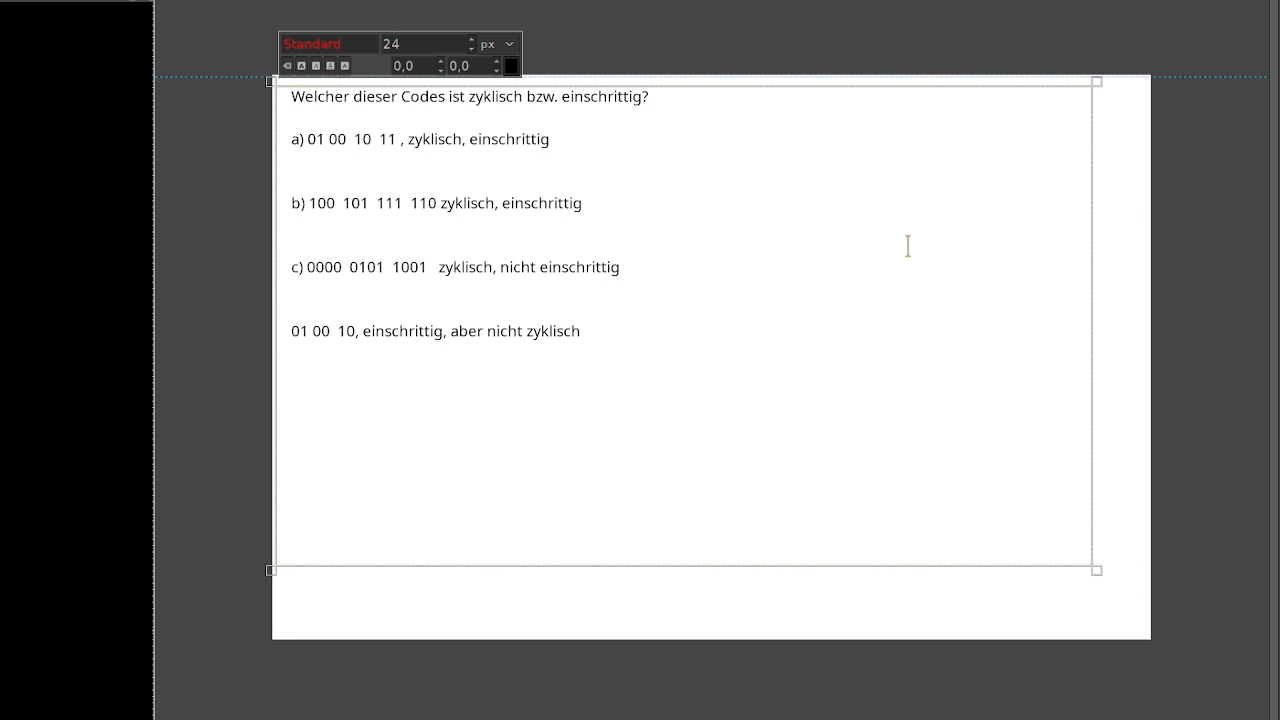 Standard 24 px
0,0 0,0
Welcher dieser Codes ist zyklisch bzw. einschrittig?
a) 01 00  10  11 , zyklisch, einschrittig
b) 100  101  111  110 zyklisch, einschrittig
c) 0000  0101  1001   zyklisch, nicht einschrittig
01 00  10, einschrittig, aber nicht zyklisch